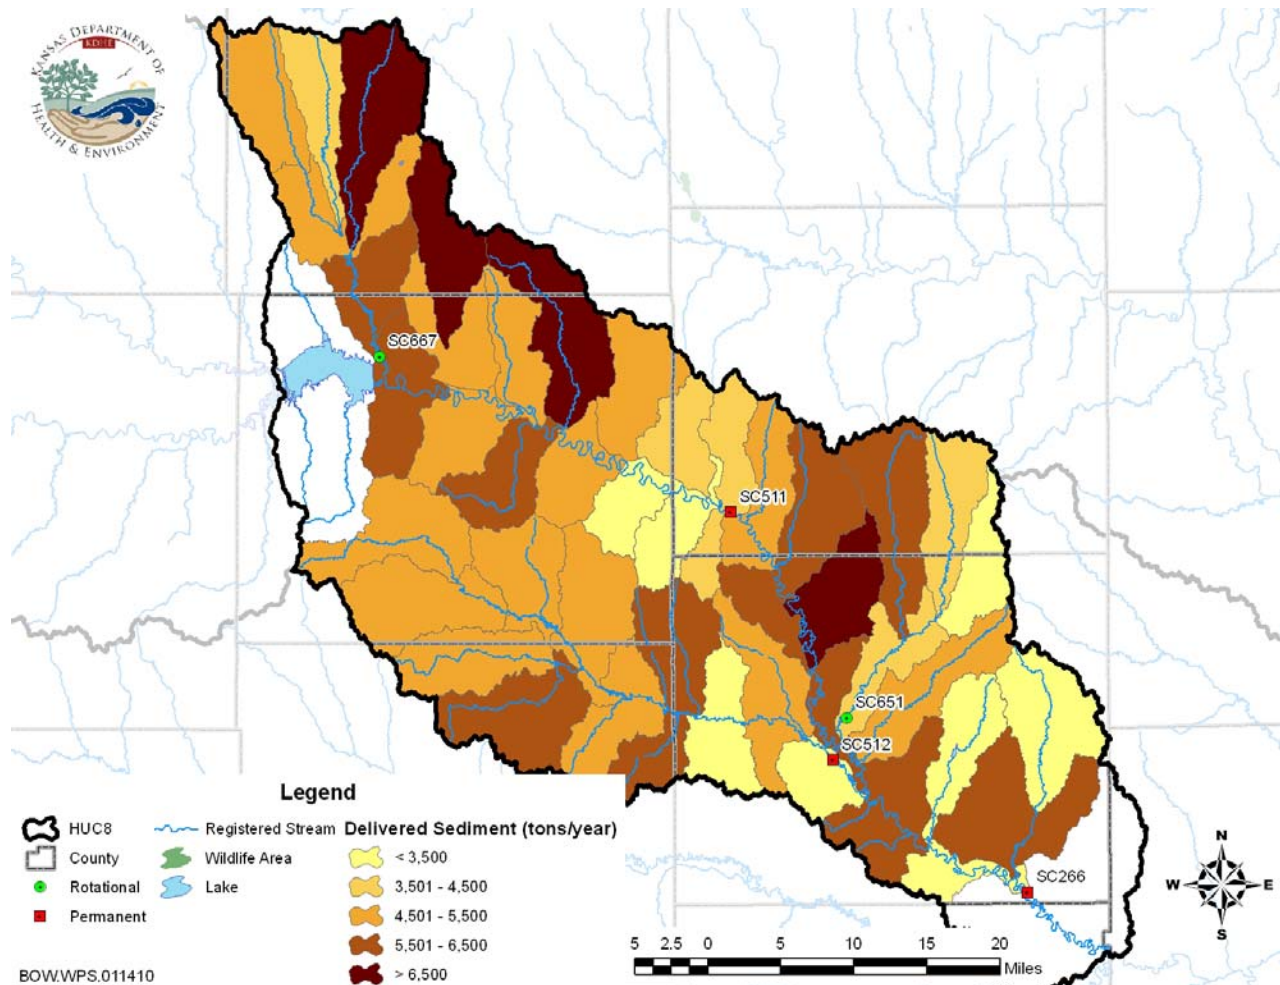 KANSAS DEPARTMENT OF
KDHE
HEALTH & ENVIRONMENT
SC667
SC511
SC651
SC512
SC266
Legend
HUC8
County
Rotational
Permanent
Registered Stream
Wildlife Area
Lake
Delivered Sediment (tons/year)
< 3,500
3,501 - 4,500
4,501 - 5,500
5,501 - 6,500
> 6,500
BOW.WPS.011410
5 2.5 0 5 10 15 20
Miles
N
W E
S